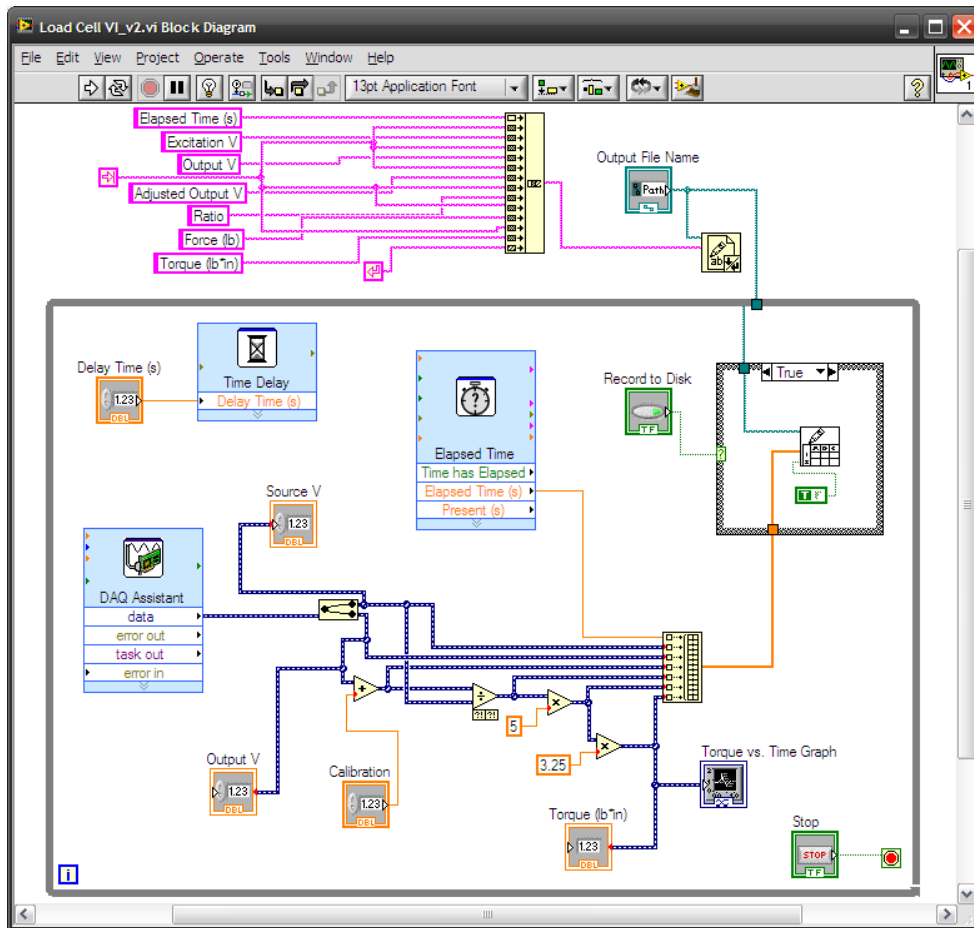 Load Cell VI_v2.vi Block Diagram
File Edit View Project Operate Tools Window Help
13pt Application Font
?
1
Elapsed Time (s)
Excitation V
Output V
Adjusted Output V
Ratio
Force (lb)
Torque (lb*in)
Output File Name
Path
ab
Delay Time (s)
1.23
DBL
Time Delay
Delay Time (s)
?
Elapsed Time
Time has Elapsed
Elapsed Time (s)
Present (s)
Record to Disk
TF
True
?
T
Source V
1.23
DBL
DAQ Assistant
data
error out
task out
error in
+
÷
?! ?!
×
5
×
3.25
Output V
1.23
DBL
Calibration
1.23
DBL
Torque (lb*in)
1.23
DBL
Torque vs. Time Graph
Stop
STOP
TF
i